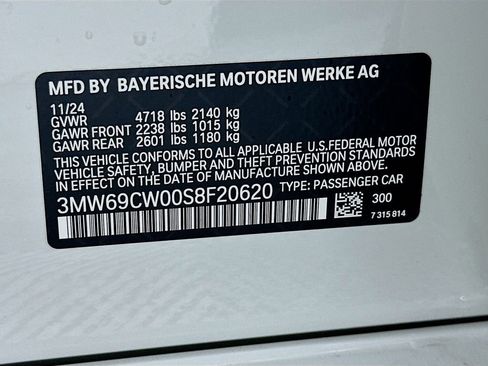 MFD BY BAYERISCHE MOTOREN WERKE AG
11/24
GVWR 4718 lbs 2140 kg
GAWR FRONT 2238 lbs 1015 kg
GAWR REAR 2601 lbs 1180 kg
THIS VEHICLE CONFORMS TO ALL APPLICABLE U.S.FEDERAL MOTOR
VEHICLE SAFETY, BUMPER, AND THEFT PREVENTION STANDARDS
IN EFFECT ON THE DATE OF MANUFACTURE SHOWN ABOVE.
3MW69CW00S8F20620 TYPE: PASSENGER CAR
300
7 315 814